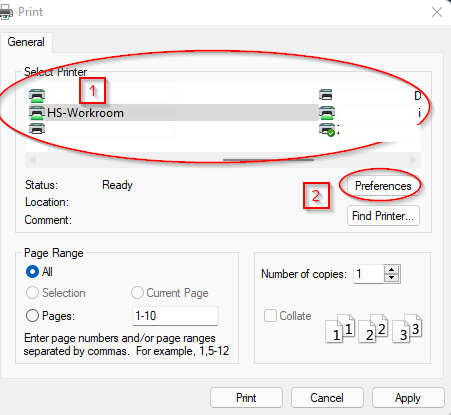 Print
General
Select Printer
1
D
HS-Workroom
i
Status: Ready
Preferences
Location:
2
Comment:
Find Printer...
Page Range
All
Number of copies: 1
Selection
Current Page
Pages: 1-10
Collate
1 1 2 2 3 3
Enter page numbers and/or page ranges
separated by commas. For example, 1,5-12
Print
Cancel
Apply